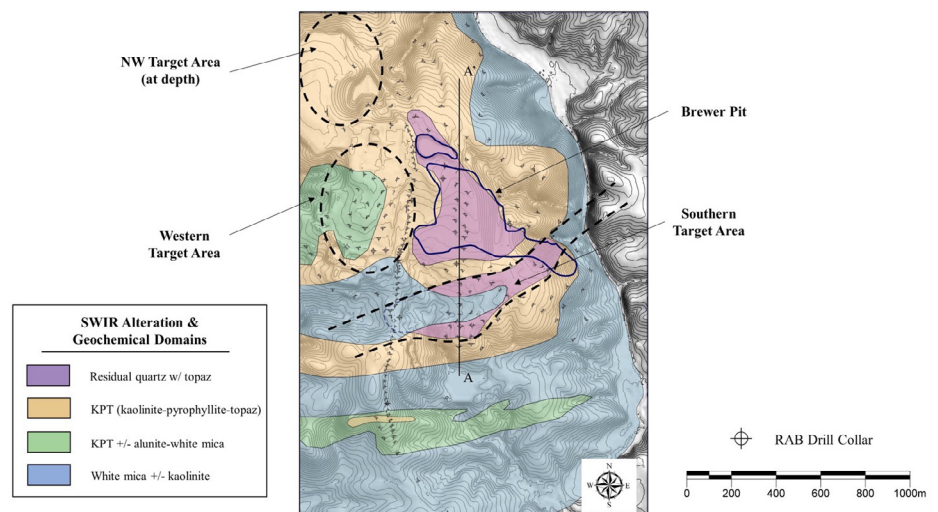 NW Target Area
(at depth)
A'
Brewer Pit
Western
Target Area
Southern
Target Area
A
SWIR Alteration &
Geochemical Domains
Residual quartz w/ topaz
KPT (kaolinite-pyrophyllite-topaz)
KPT +/- alunite-white mica
White mica +/- kaolinite
N
W E
S
RAB Drill Collar
0 200 400 600 800 1000m